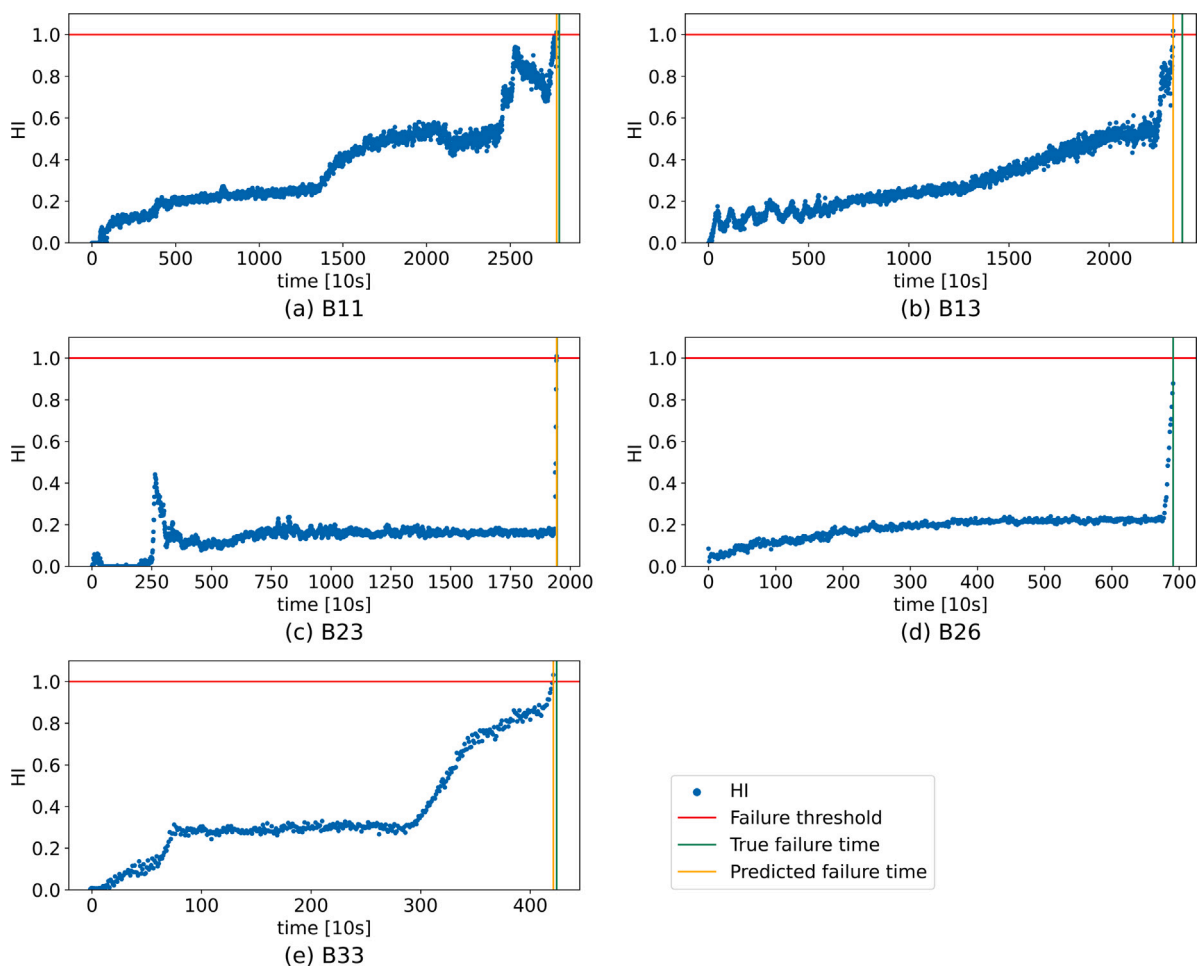 1.0
0.8
0.6
0.4
0.2
0.0
HI
0 500 1000 1500 2000 2500
time [10s]
(a) B11
1.0
0.8
0.6
0.4
0.2
0.0
HI
0 500 1000 1500 2000
time [10s]
(b) B13
1.0
0.8
0.6
0.4
0.2
0.0
HI
0 250 500 750 1000 1250 1500 1750 2000
time [10s]
(c) B23
1.0
0.8
0.6
0.4
0.2
0.0
HI
0 100 200 300 400 500 600 700
time [10s]
(d) B26
1.0
0.8
0.6
0.4
0.2
0.0
HI
0 100 200 300 400
time [10s]
(e) B33
HI
Failure threshold
True failure time
Predicted failure time